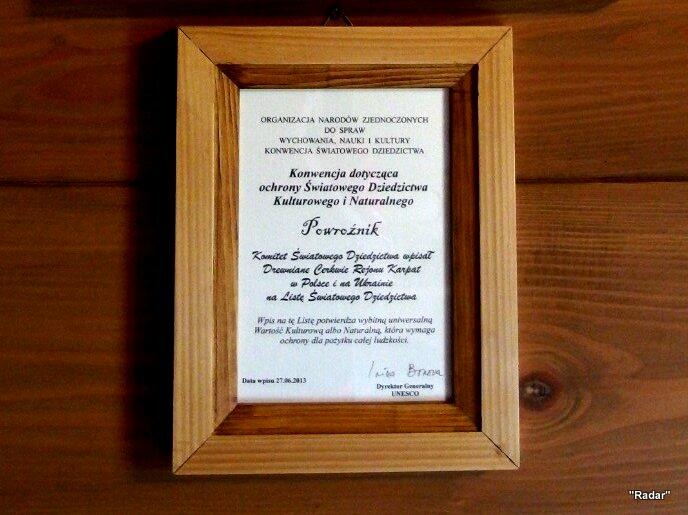 ORGANIZACJA NARODÓW ZJEDNOCZONYCH
DO SPRAW
WYCHOWANIA, NAUKI I KULTURY
KONWENCJA ŚWIATOWEGO DZIEDZICTWA
Konwencja dotycząca
ochrony Światowego Dziedzictwa
Kulturowego i Naturalnego
Powroźnik
Komitet Światowego Dziedzictwa wpisał
Drewniane Cerkwie Rejonu Karpat
w Polsce i na Ukrainie
na Listę Światowego Dziedzictwa
Wpis na tę Listę potwierdza wybitną uniwersalną
Wartość Kulturową albo Naturalną, która wymaga
ochrony dla pożytku całej ludzkości.
Data wpisu 27.06.2013
Dyrektor Generalny
UNESCO
"Radar"